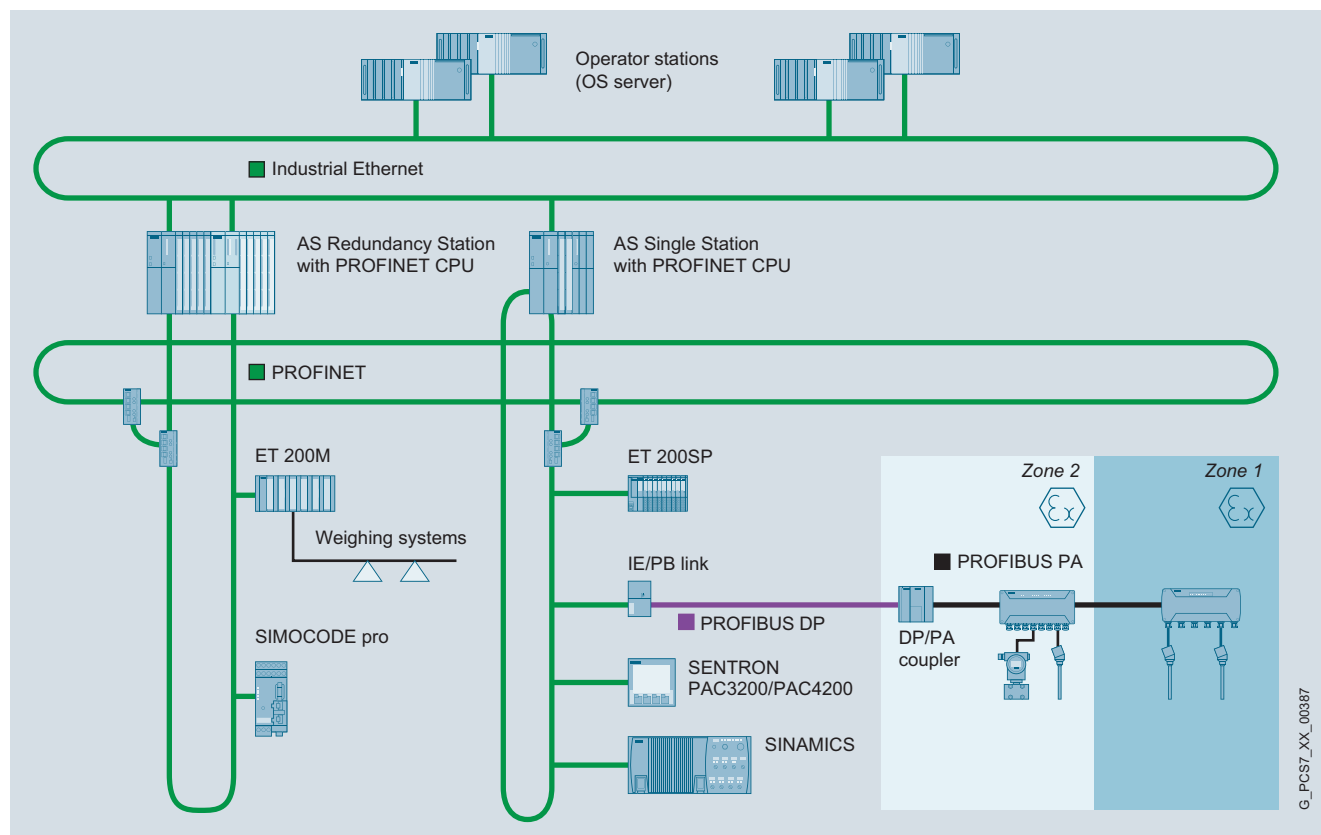 Operator stations
(OS server)
Industrial Ethernet
AS Redundancy Station
with PROFINET CPU
AS Single Station
with PROFINET CPU
PROFINET
ET 200M
Weighing systems
SIMOCODE pro
ET 200SP
IE/PB link
PROFIBUS DP
SENTRON
PAC3200/PAC4200
SINAMICS
Zone 2
Zone 1
Ex
Ex
PROFIBUS PA
DP/PA
coupler
G_PCS7_XX_00387